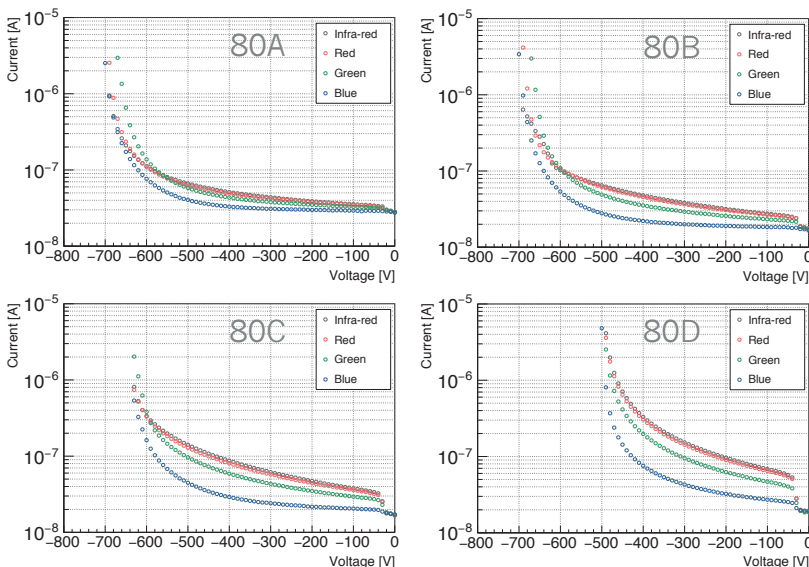 Current [A]
10⁻⁵
10⁻⁶
10⁻⁷
10⁻⁸
80A
Infra-red
Red
Green
Blue
−800 −700 −600 −500 −400 −300 −200 −100 0
Voltage [V]
Current [A]
10⁻⁵
10⁻⁶
10⁻⁷
10⁻⁸
80B
Infra-red
Red
Green
Blue
−800 −700 −600 −500 −400 −300 −200 −100 0
Voltage [V]
Current [A]
10⁻⁵
10⁻⁶
10⁻⁷
10⁻⁸
80C
Infra-red
Red
Green
Blue
−800 −700 −600 −500 −400 −300 −200 −100 0
Voltage [V]
Current [A]
10⁻⁵
10⁻⁶
10⁻⁷
10⁻⁸
80D
Infra-red
Red
Green
Blue
−800 −700 −600 −500 −400 −300 −200 −100 0
Voltage [V]